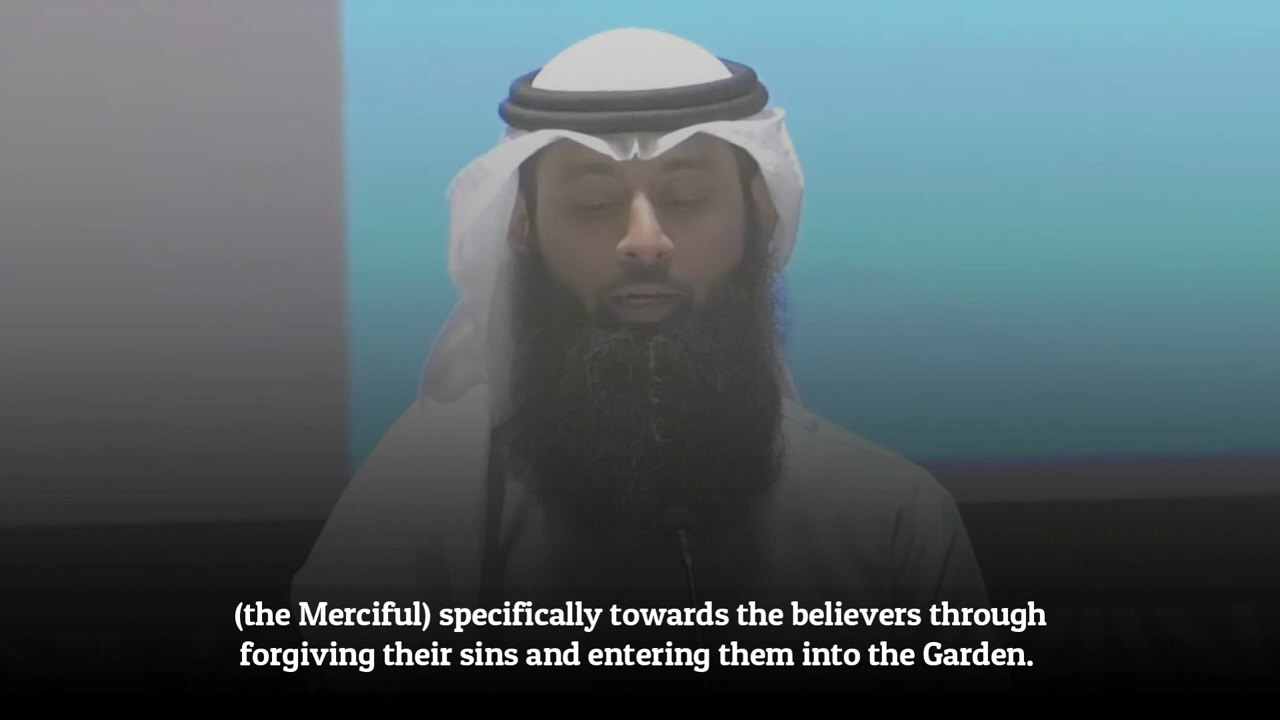 (the Merciful) specifically towards the believers through
forgiving their sins and entering them into the Garden.